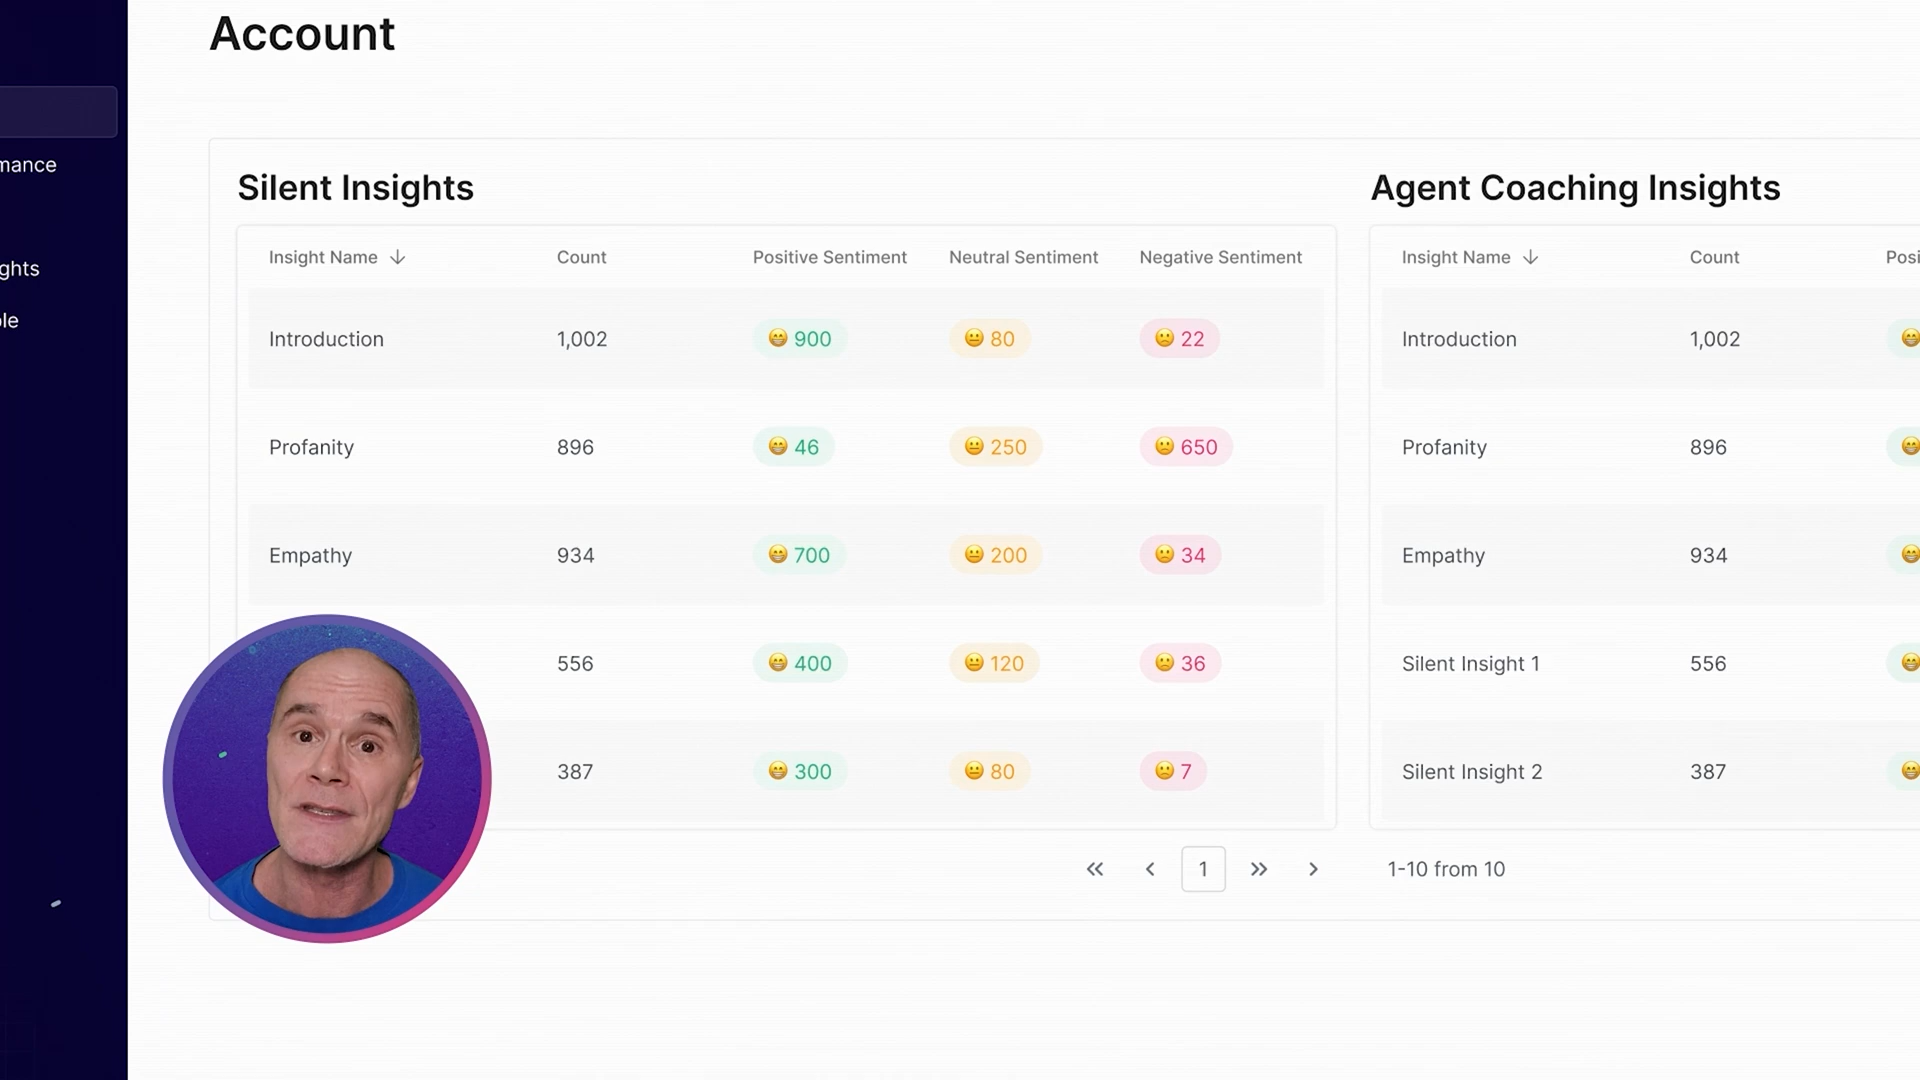 Account
mance
ghts
ole
Silent Insights
Insight Name Count Positive Sentiment Neutral Sentiment Negative Sentiment
Introduction 1,002 900 80 22
Profanity 896 46 250 650
Empathy 934 700 200 34
556 400 120 36
387 300 80 7
Agent Coaching Insights
Insight Name Count Posi
Introduction 1,002
Profanity 896
Empathy 934
Silent Insight 1 556
Silent Insight 2 387
1 1-10 from 10